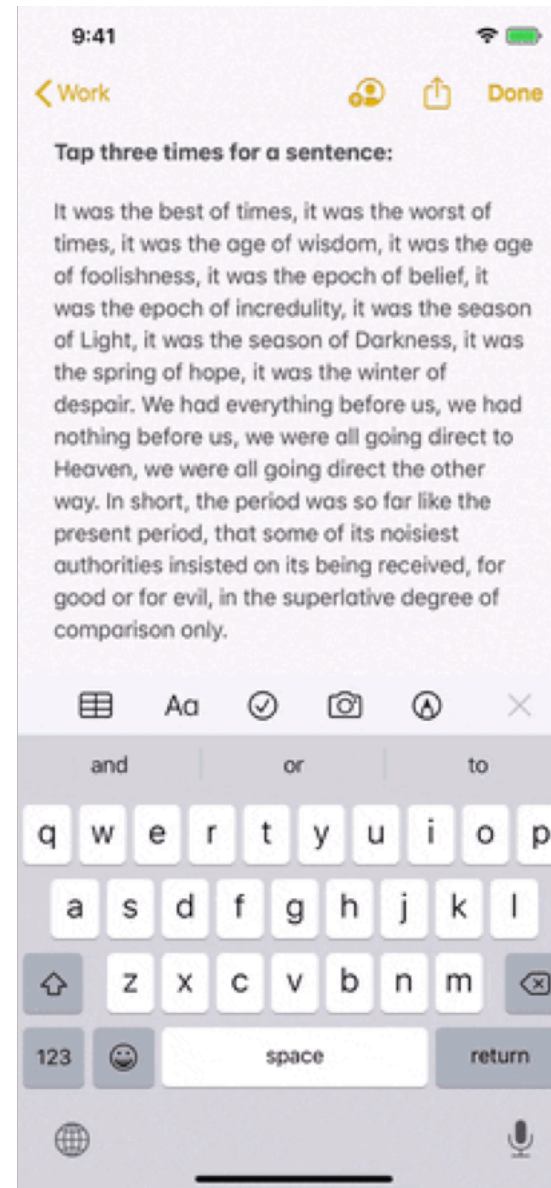 9:41
Work
Done
Tap three times for a sentence:
It was the best of times, it was the worst of
times, it was the age of wisdom, it was the age
of foolishness, it was the epoch of belief, it
was the epoch of incredulity, it was the season
of Light, it was the season of Darkness, it was
the spring of hope, it was the winter of
despair. We had everything before us, we had
nothing before us, we were all going direct to
Heaven, we were all going direct the other
way. In short, the period was so far like the
present period, that some of its noisiest
authorities insisted on its being received, for
good or for evil, in the superlative degree of
comparison only.
Aa
and or to
q w e r t y u i o p
a s d f g h j k l
z x c v b n m
123 space return